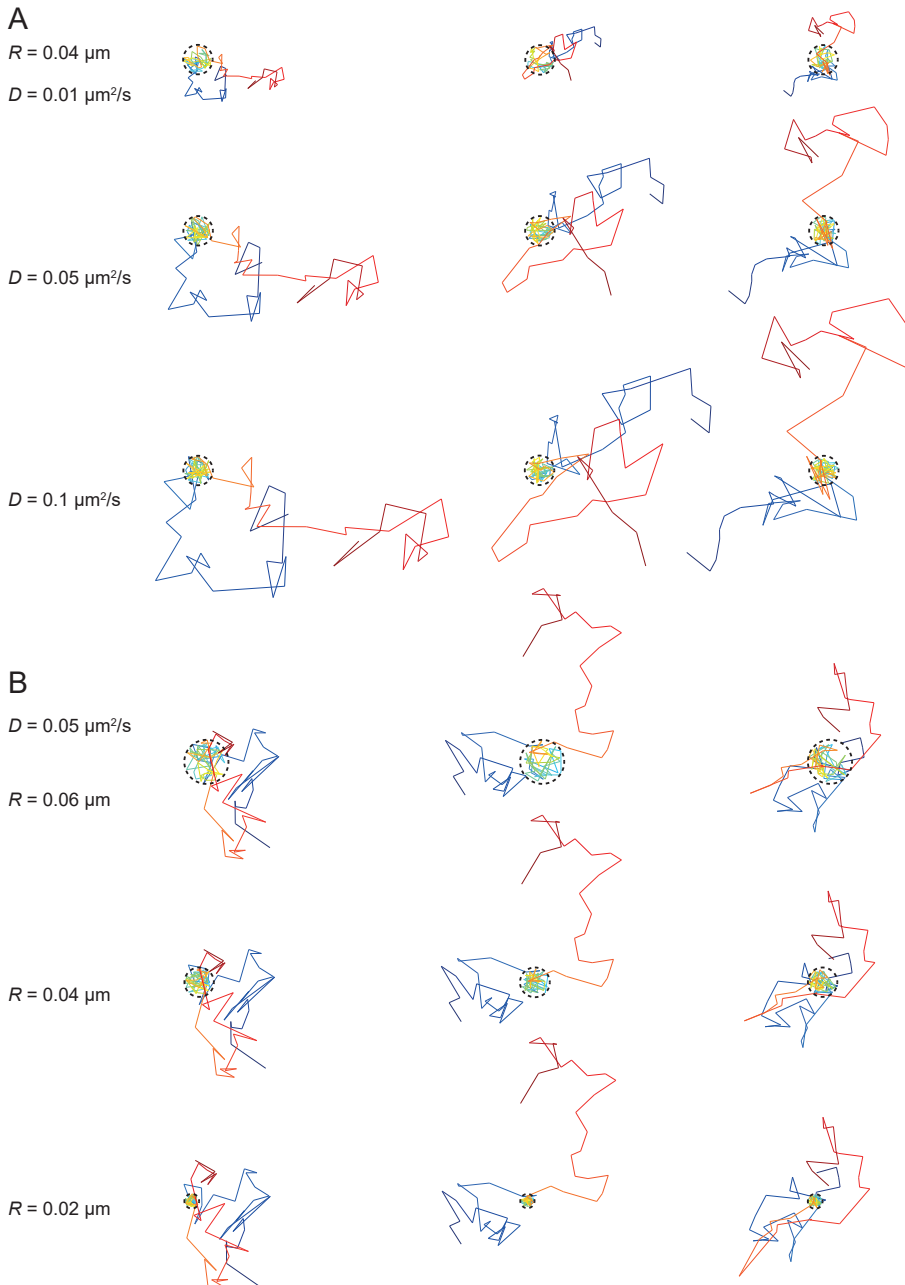 A
R = 0.04 µm
D = 0.01 µm²/s
D = 0.05 µm²/s
D = 0.1 µm²/s
B
D = 0.05 µm²/s
R = 0.06 µm
R = 0.04 µm
R = 0.02 µm